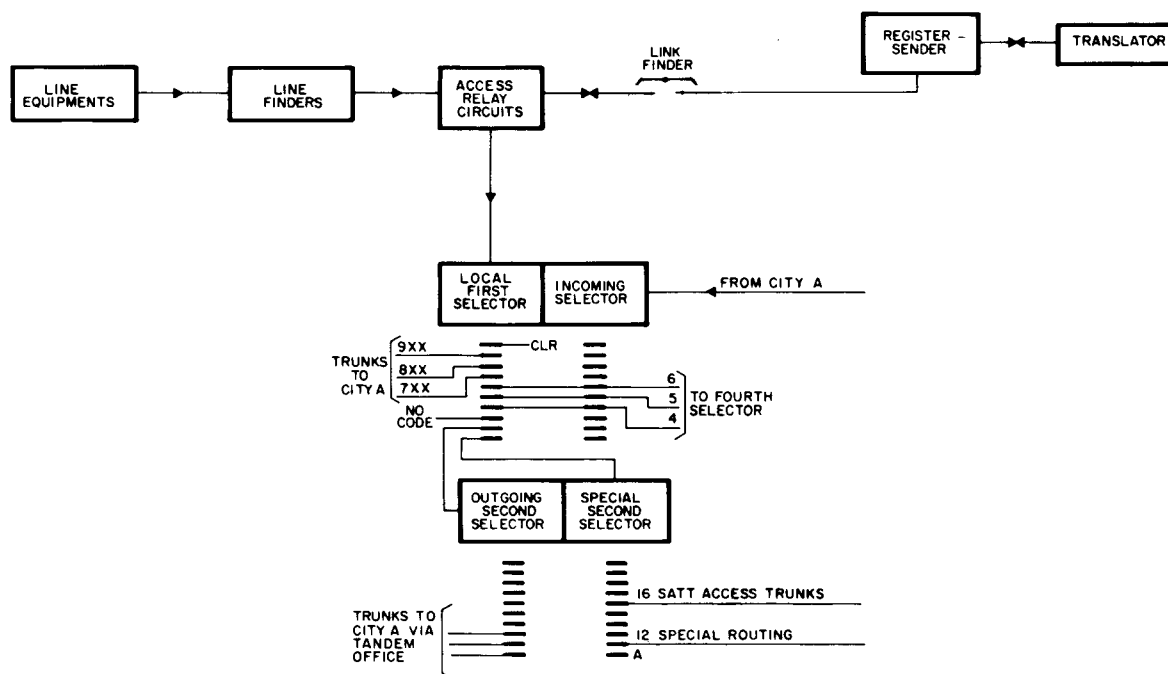 REGISTER -
SENDER
TRANSLATOR
LINK
FINDER
LINE
EQUIPMENTS
LINE
FINDERS
ACCESS
RELAY
CIRCUITS
LOCAL
FIRST
SELECTOR
INCOMING
SELECTOR
FROM CITY A
9XX
CLR
TRUNKS
TO
CITY A
8XX
7XX
6
5
4
TO FOURTH
SELECTOR
NO
CODE
OUTGOING
SECOND
SELECTOR
SPECIAL
SECOND
SELECTOR
16 SATT ACCESS TRUNKS
TRUNKS TO
CITY A VIA
TANDEM
OFFICE
12 SPECIAL ROUTING
A